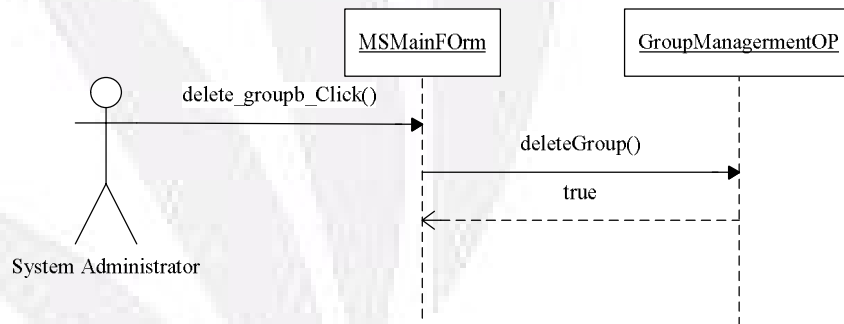 MSMainFOrm
GroupManagermentOP
delete_groupb_Click()
deleteGroup()
true
System Administrator